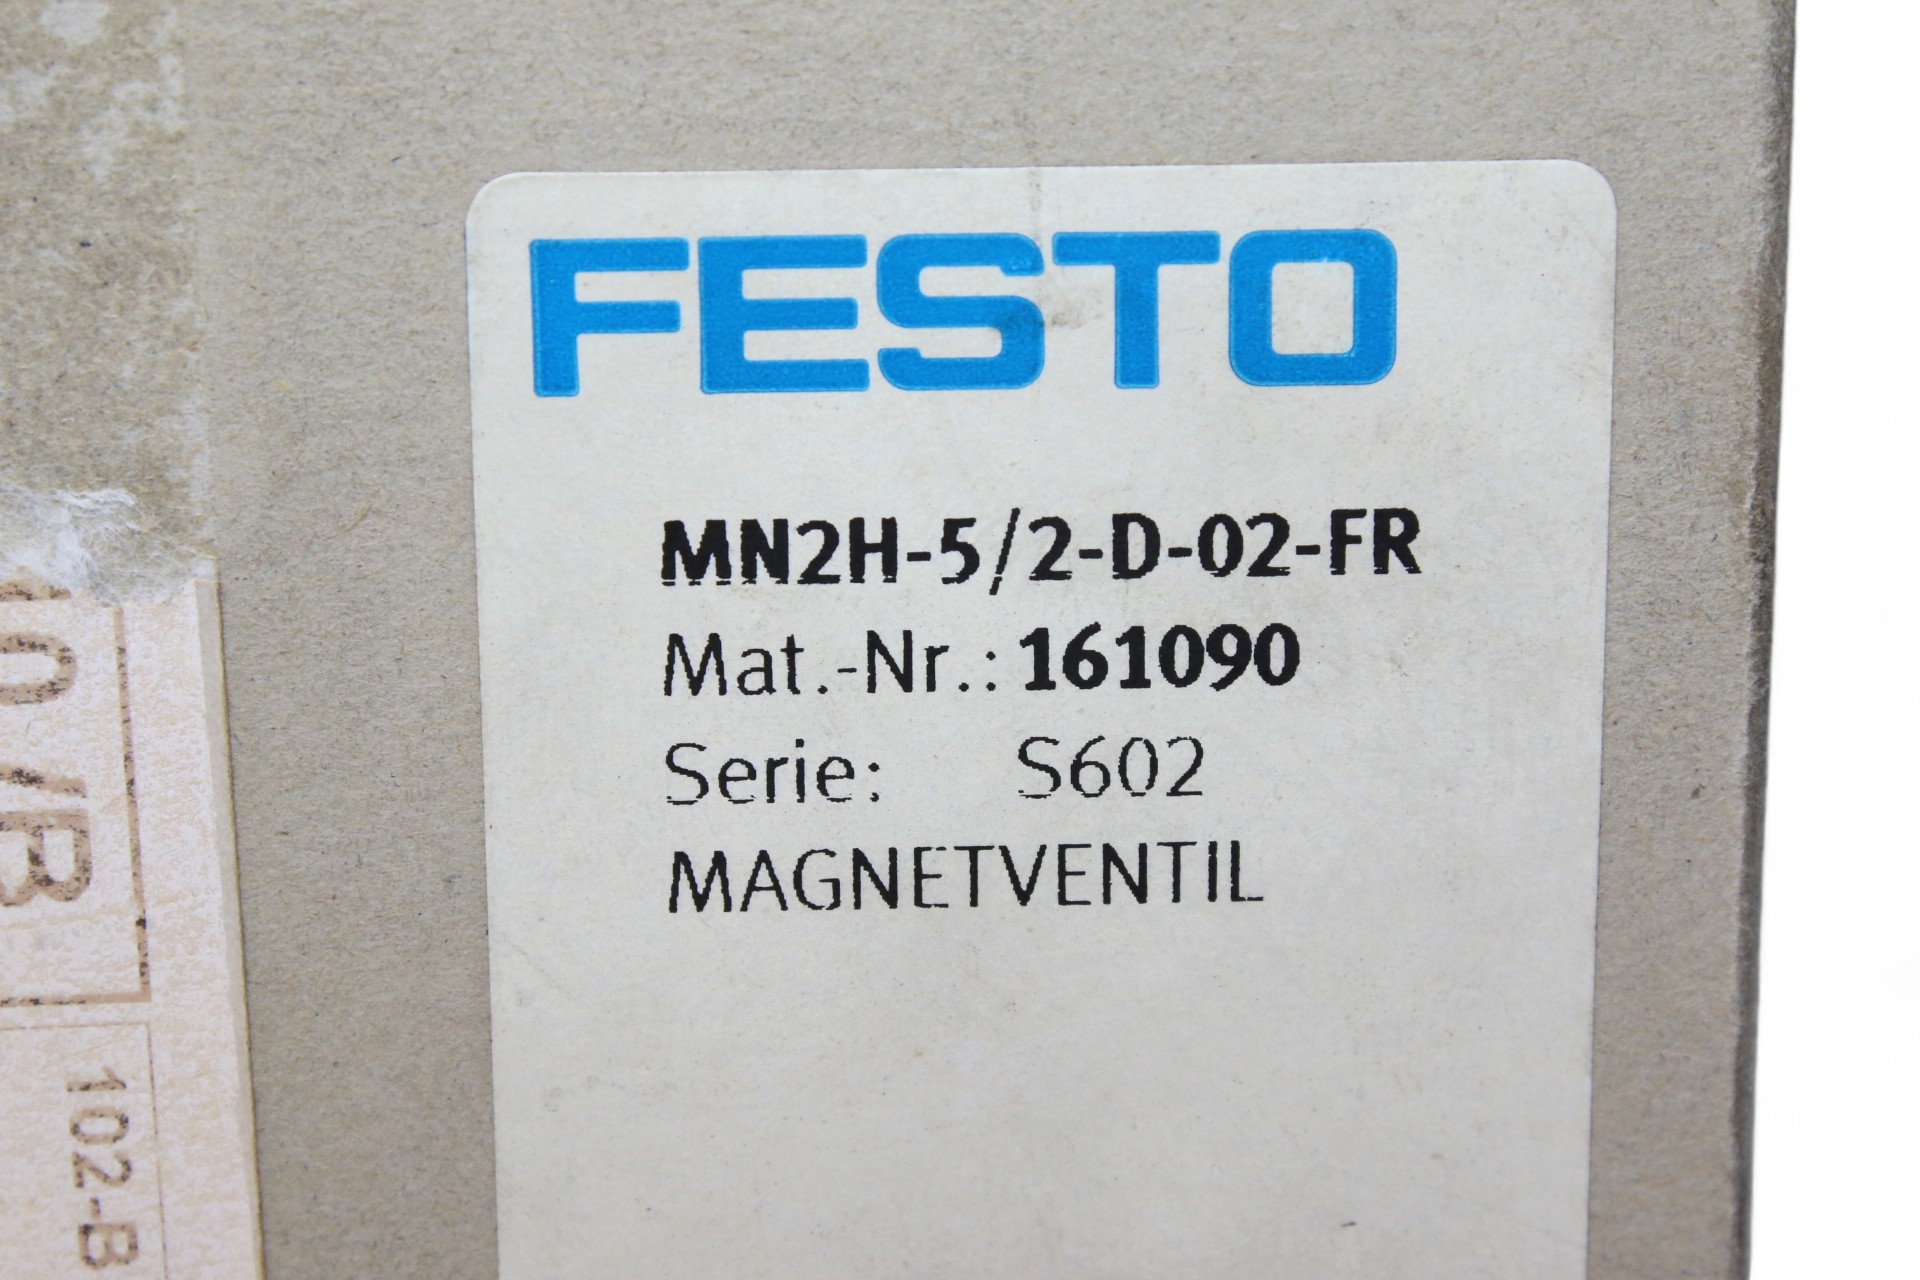 FESTO
MN2H-5/2-D-02-FR
Mat.-Nr.: 161090
Serie: S602
MAGNETVENTIL
102-B